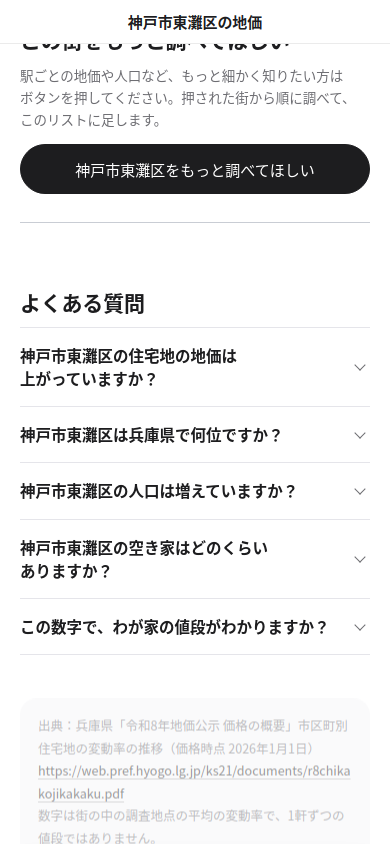 神戸市東灘区の地価
この街をもっと調べてほしい
駅ごとの地価や人口など、もっと細かく知りたい方は
ボタンを押してください。押された街から順に調べて、
このリストに足します。
神戸市東灘区をもっと調べてほしい
よくある質問
神戸市東灘区の住宅地の地価は
上がっていますか？
神戸市東灘区は兵庫県で何位ですか？
神戸市東灘区の人口は増えていますか？
神戸市東灘区の空き家はどのくらい
ありますか？
この数字で、わが家の値段がわかりますか？
出典：兵庫県「令和8年地価公示 価格の概要」市区町別
住宅地の変動率の推移（価格時点 2026年1月1日）
https://web.pref.hyogo.lg.jp/ks21/documents/r8chika
kojikakaku.pdf
数字は街の中の調査地点の平均の変動率で、1軒ずつの
値段ではありません。